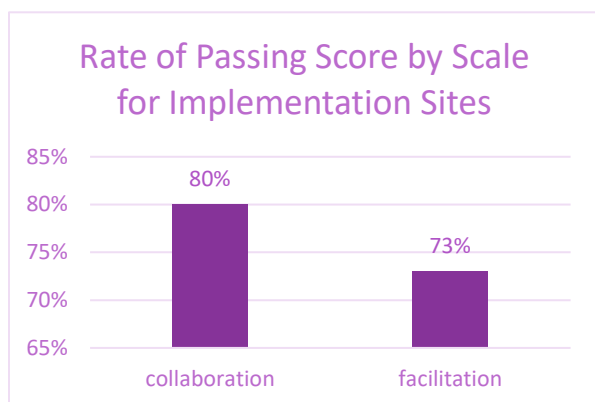 Rate of Passing Score by Scale
for Implementation Sites
85%
80%
75%
70%
65%
80%
73%
collaboration
facilitation